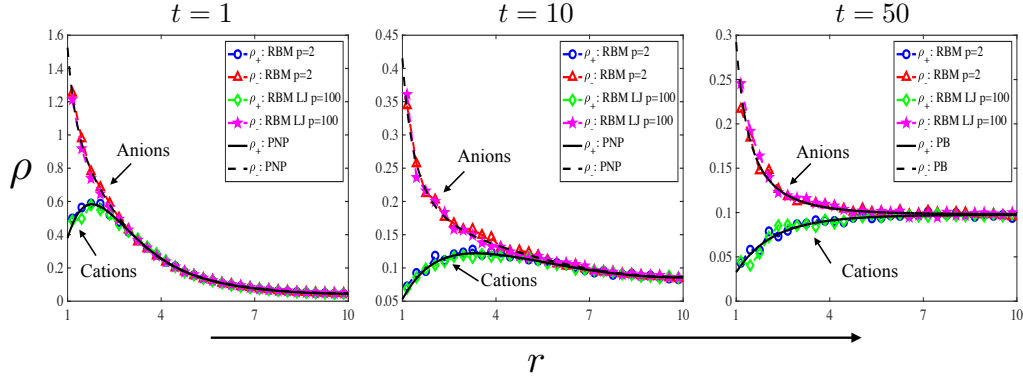 t = 1
t = 10
t = 50
ρ
1.6
1.4
1.2
1
0.8
0.6
0.4
0.2
0
1
4
7
10
ρ+: RBM p=2
ρ-: RBM p=2
ρ+: RBM LJ p=100
ρ-: RBM LJ p=100
ρ+: PNP
ρ-: PNP
Anions
Cations
0.45
0.4
0.35
0.3
0.25
0.2
0.15
0.1
0.05
1
4
7
10
ρ+: RBM p=2
ρ-: RBM p=2
ρ+: RBM LJ p=100
ρ-: RBM LJ p=100
ρ+: PNP
ρ-: PNP
Anions
Cations
0.3
0.2
0.1
0
1
4
7
10
ρ+: RBM p=2
ρ-: RBM p=2
ρ+: RBM LJ p=100
ρ-: RBM LJ p=100
ρ+: PB
ρ-: PB
Anions
Cations
r